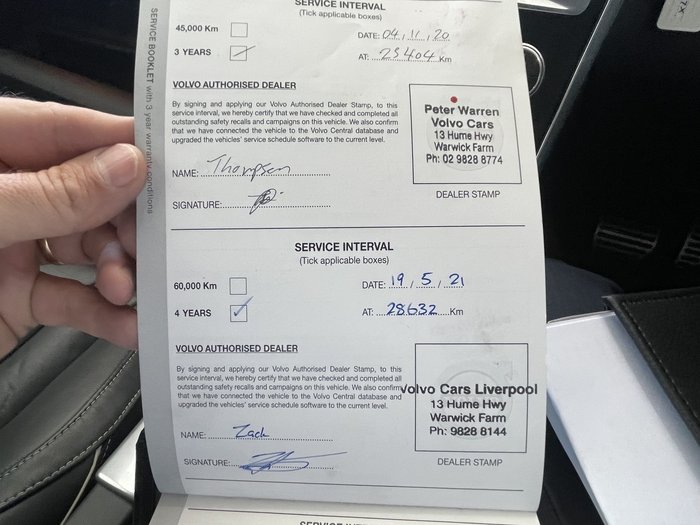 SERVICE INTERVAL
(Tick applicable boxes)
45,000 Km
DATE: 04, 11, 20
3 YEARS
AT: 25404 Km
VOLVO AUTHORISED DEALER
By signing and applying our Volvo Authorised Dealer Stamp, to this
service interval, we hereby certify that we have checked and completed all
outstanding safety recalls and campaigns on this vehicle. We also confirm
that we have connected the vehicle to the Volvo Central database and
upgraded the vehicles' service schedule software to the current level.
Peter Warren
Volvo Cars
13 Hume Hwy
Warwick Farm
Ph: 02 9828 8774
NAME: Thompson
SIGNATURE:
DEALER STAMP
SERVICE INTERVAL
(Tick applicable boxes)
60,000 Km
DATE: 19, 5, 21
4 YEARS
AT: 28632 Km
VOLVO AUTHORISED DEALER
By signing and applying our Volvo Authorised Dealer Stamp, to this
service interval, we hereby certify that we have checked and completed all
outstanding safety recalls and campaigns on this vehicle. We also confirm
that we have connected the vehicle to the Volvo Central database and
upgraded the vehicles' service schedule software to the current level.
Volvo Cars Liverpool
13 Hume Hwy
Warwick Farm
Ph: 9828 8144
NAME: Zach
SIGNATURE:
DEALER STAMP
SERVICE INTERVAL
SERVICE BOOKLET with 3 year warranty conditions